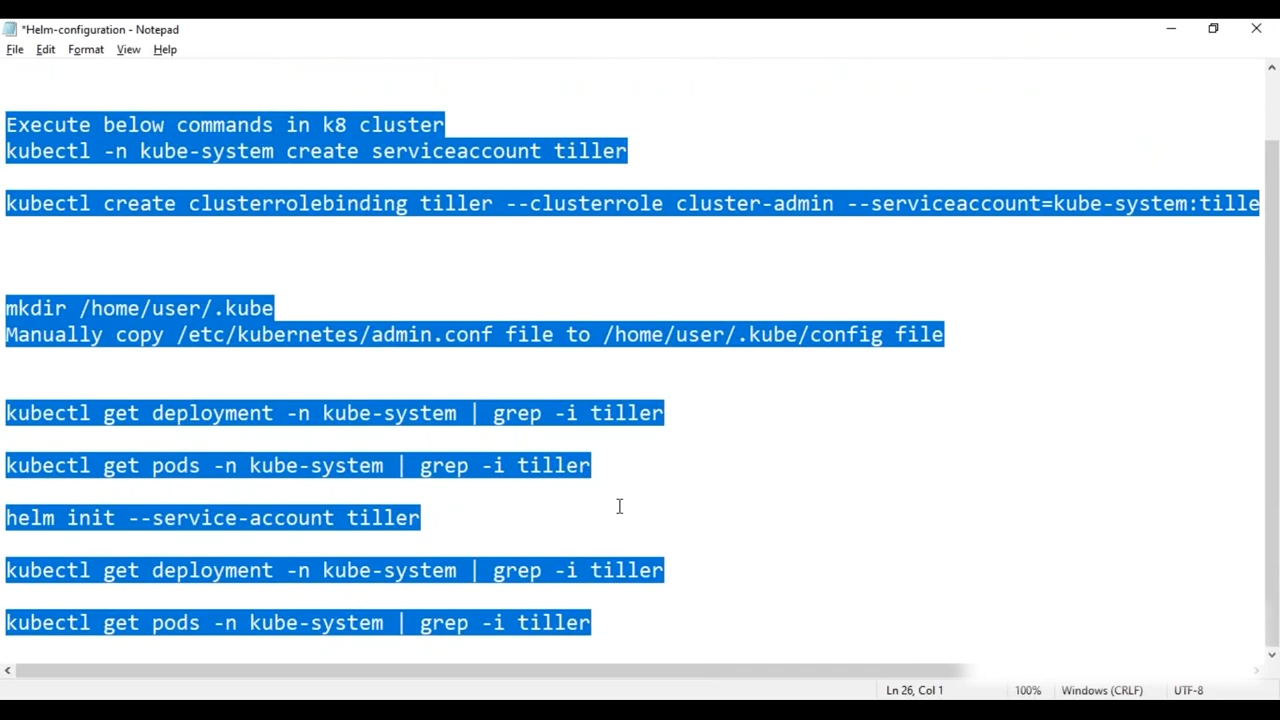 *Helm-configuration - Notepad
File Edit Format View Help
Execute below commands in k8 cluster
kubectl -n kube-system create serviceaccount tiller
kubectl create clusterrolebinding tiller --clusterrole cluster-admin --serviceaccount=kube-system:tille
mkdir /home/user/.kube
Manually copy /etc/kubernetes/admin.conf file to /home/user/.kube/config file
kubectl get deployment -n kube-system | grep -i tiller
kubectl get pods -n kube-system | grep -i tiller
helm init --service-account tiller
kubectl get deployment -n kube-system | grep -i tiller
kubectl get pods -n kube-system | grep -i tiller
Ln 26, Col 1 100% Windows (CRLF) UTF-8